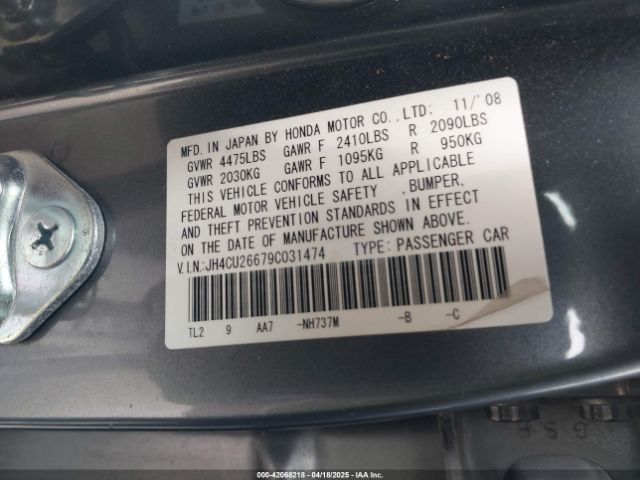 MFD. IN JAPAN BY HONDA MOTOR CO.,LTD: 11/'08
GVWR 4475LBS GAWR F 2410LBS R 2090LBS
GVWR 2030KG GAWR F 1095KG R 950KG
THIS VEHICLE CONFORMS TO ALL APPLICABLE
FEDERAL MOTOR VEHICLE SAFETY ,BUMPER,
AND THEFT PREVENTION STANDARDS IN EFFECT
ON THE DATE OF MANUFACTURE SHOWN ABOVE.
V.I.N:JH4CU26679C031474 TYPE: PASSENGER CAR
TL2 9 AA7 -NH737M -B -C
000-42068218 - 04/18/2025 - IAA Inc.